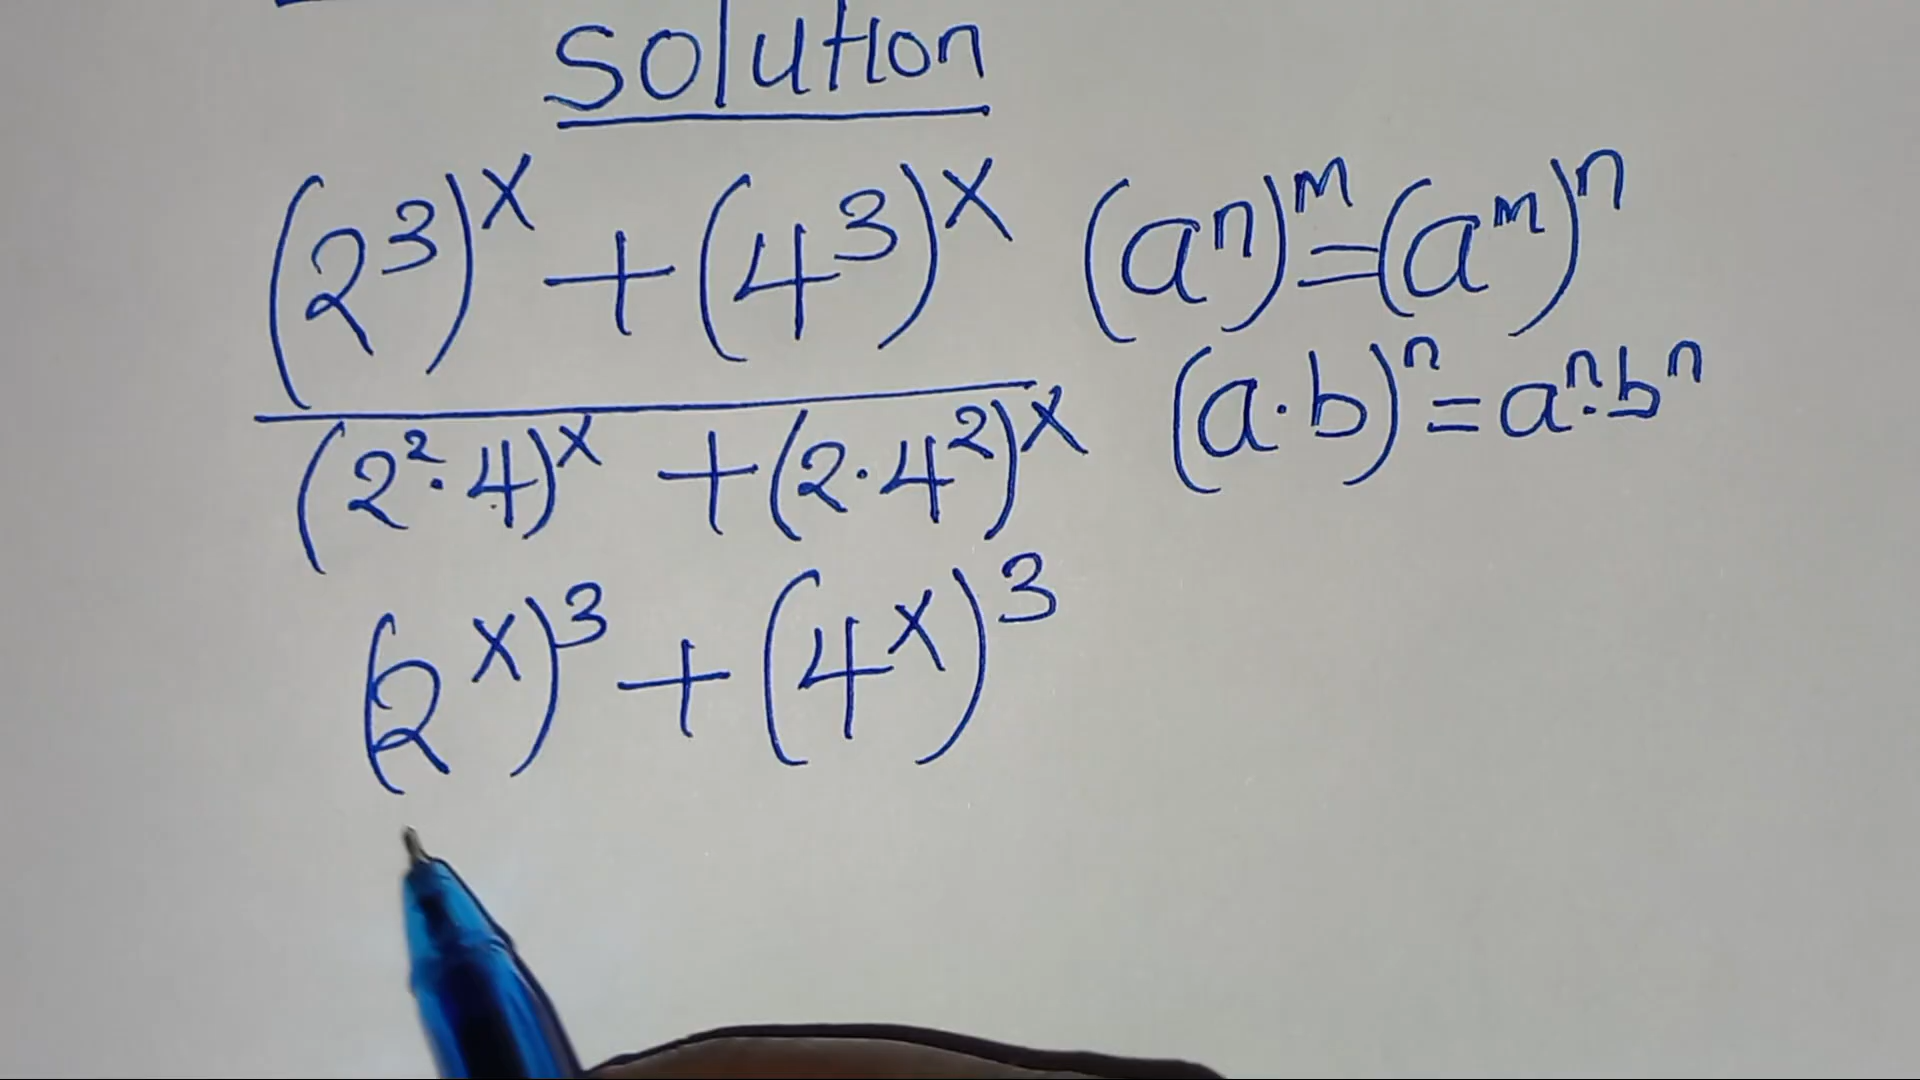 Solution
(2³)ˣ + (4³)ˣ (aⁿ)ᵐ = (aᵐ)ⁿ
(2²·4)ˣ + (2·4²)ˣ (a·b)ⁿ = aⁿ·bⁿ
(2ˣ)³ + (4ˣ)³